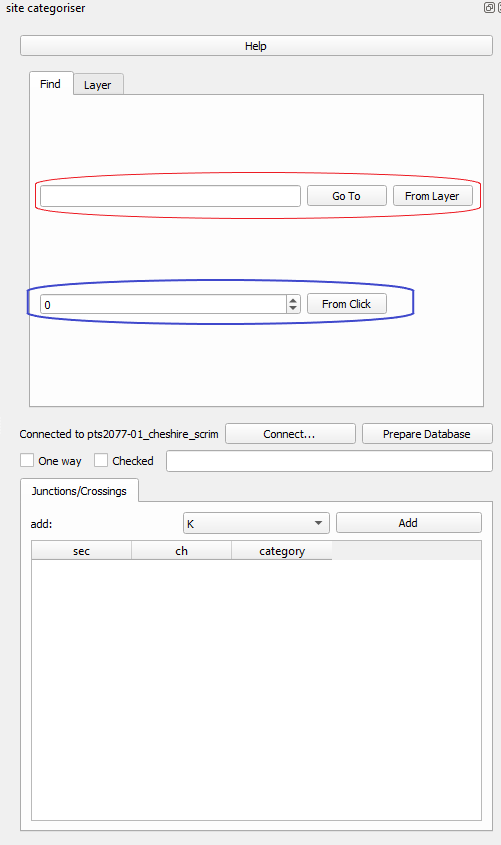 site categoriser
Help
Find Layer
Go To From Layer
0 From Click
Connected to pts2077-01_cheshire_scrim Connect... Prepare Database
One way Checked
Junctions/Crossings
add: K Add
sec ch category